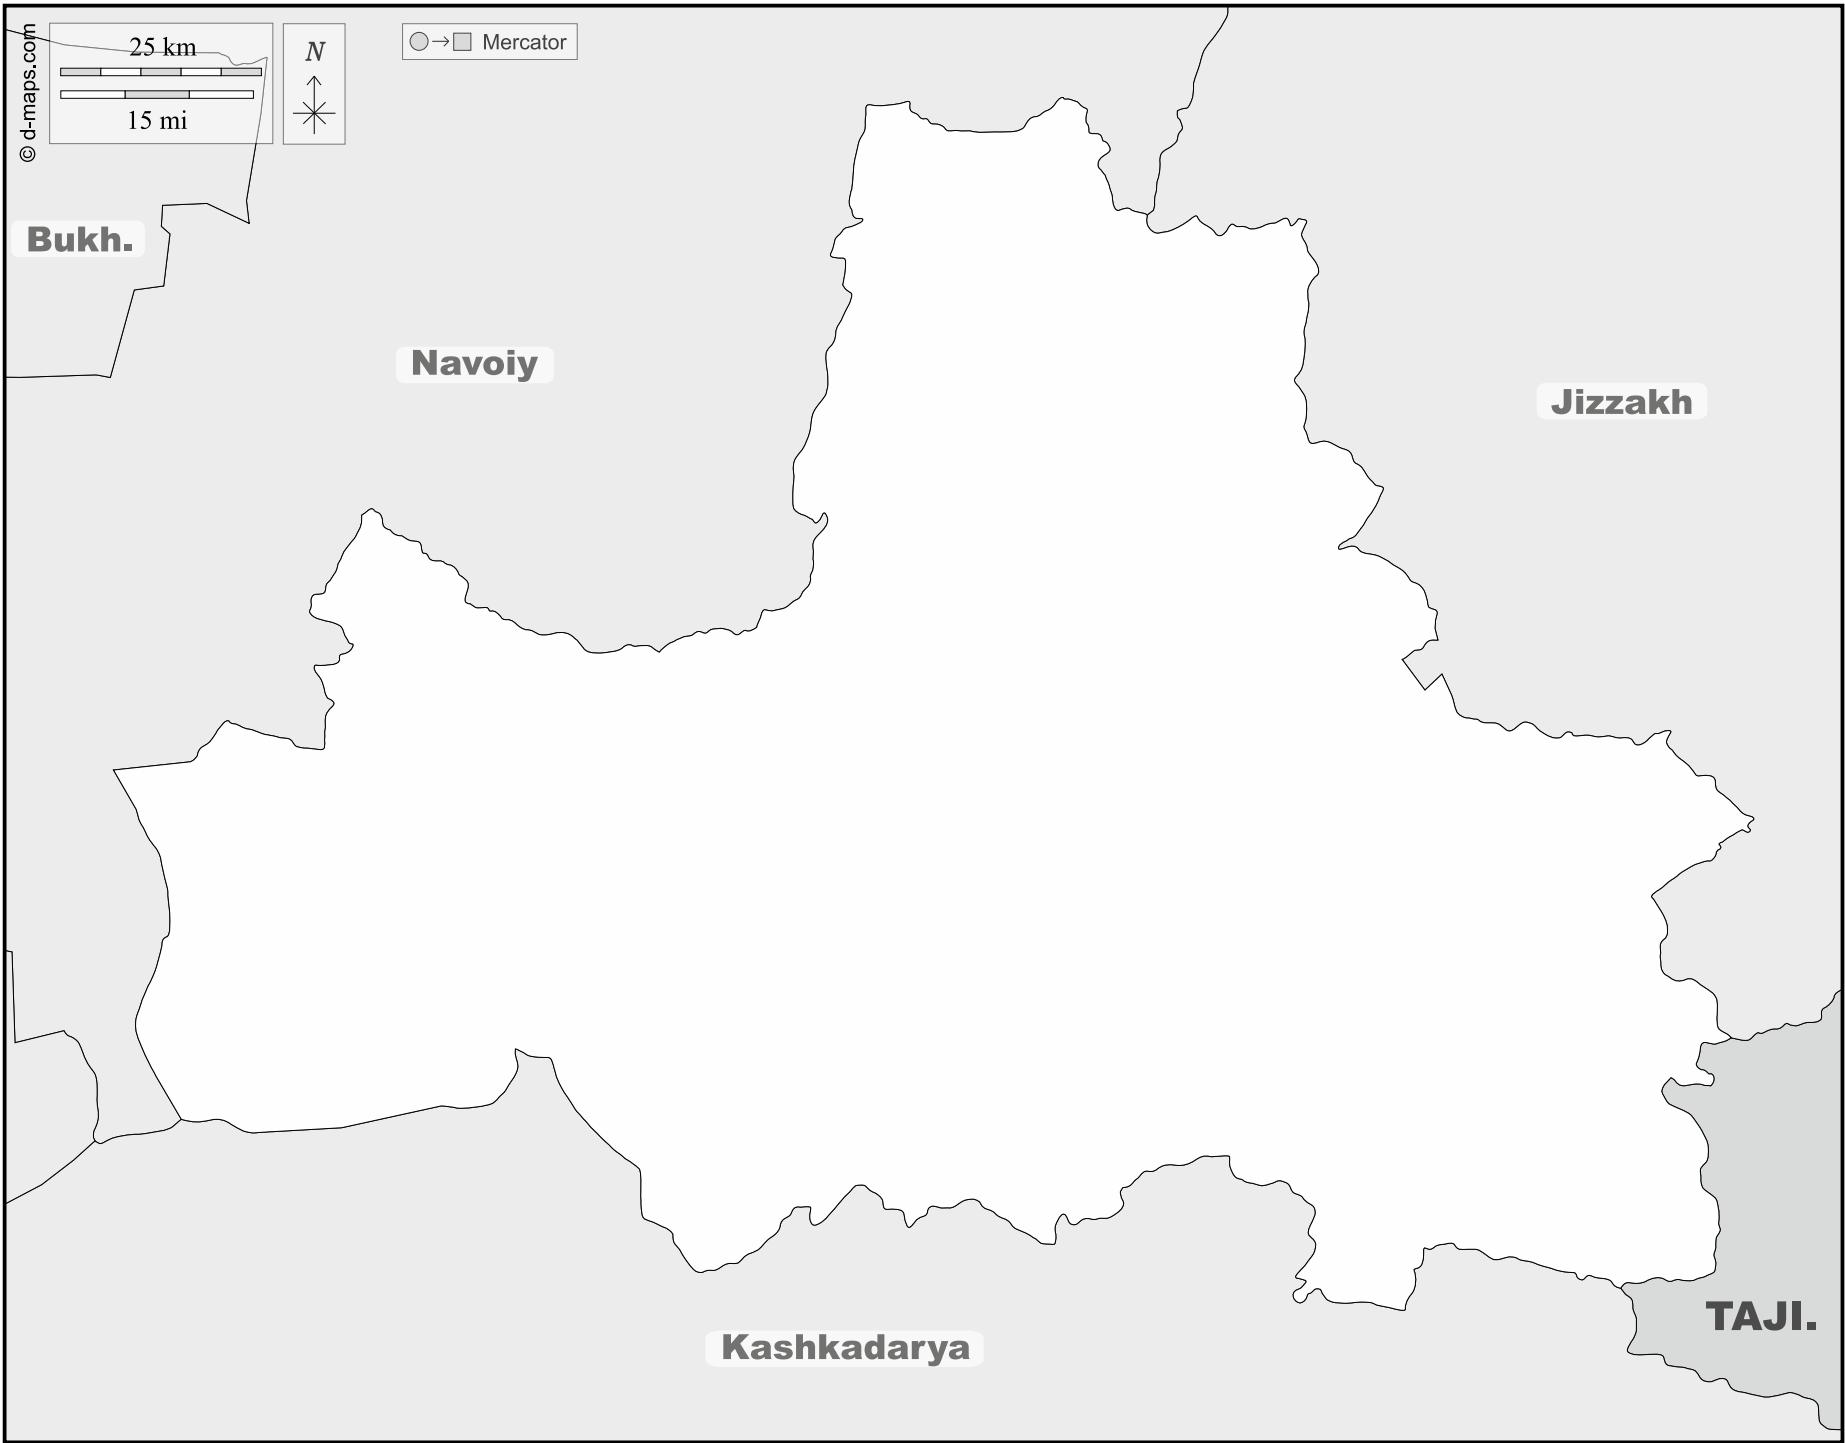 © d-maps.com
25 km
15 mi
N
Mercator
Bukh.
Navoiy
Jizzakh
TAJI.
Kashkadarya